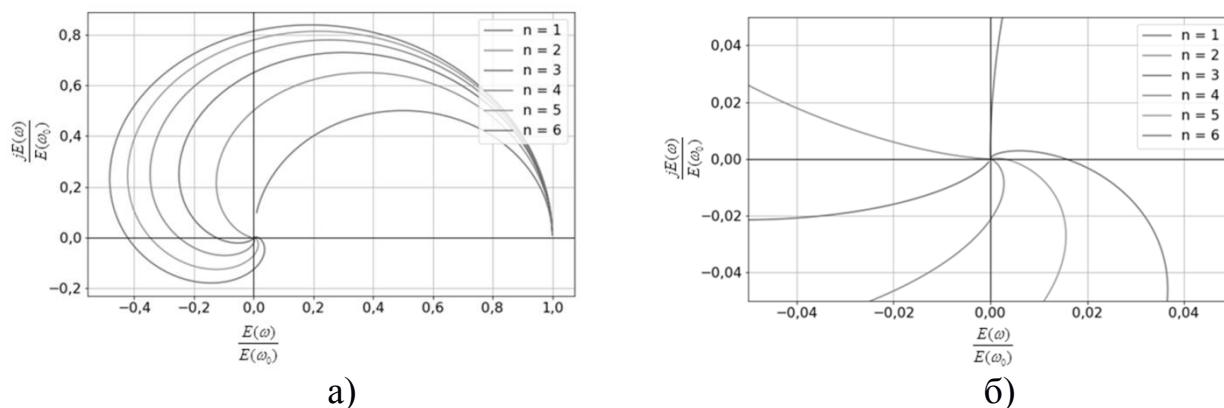 n = 1
n = 2
n = 3
n = 4
n = 5
n = 6
0,8
0,6
0,4
0,2
0,0
−0,2
jE(ω)
E(ω₀)
−0,4 −0,2 0,0 0,2 0,4 0,6 0,8 1,0
E(ω)
E(ω₀)
а)
n = 1
n = 2
n = 3
n = 4
n = 5
n = 6
0,04
0,02
0,00
−0,02
−0,04
jE(ω)
E(ω₀)
−0,04 −0,02 0,00 0,02 0,04
E(ω)
E(ω₀)
б)